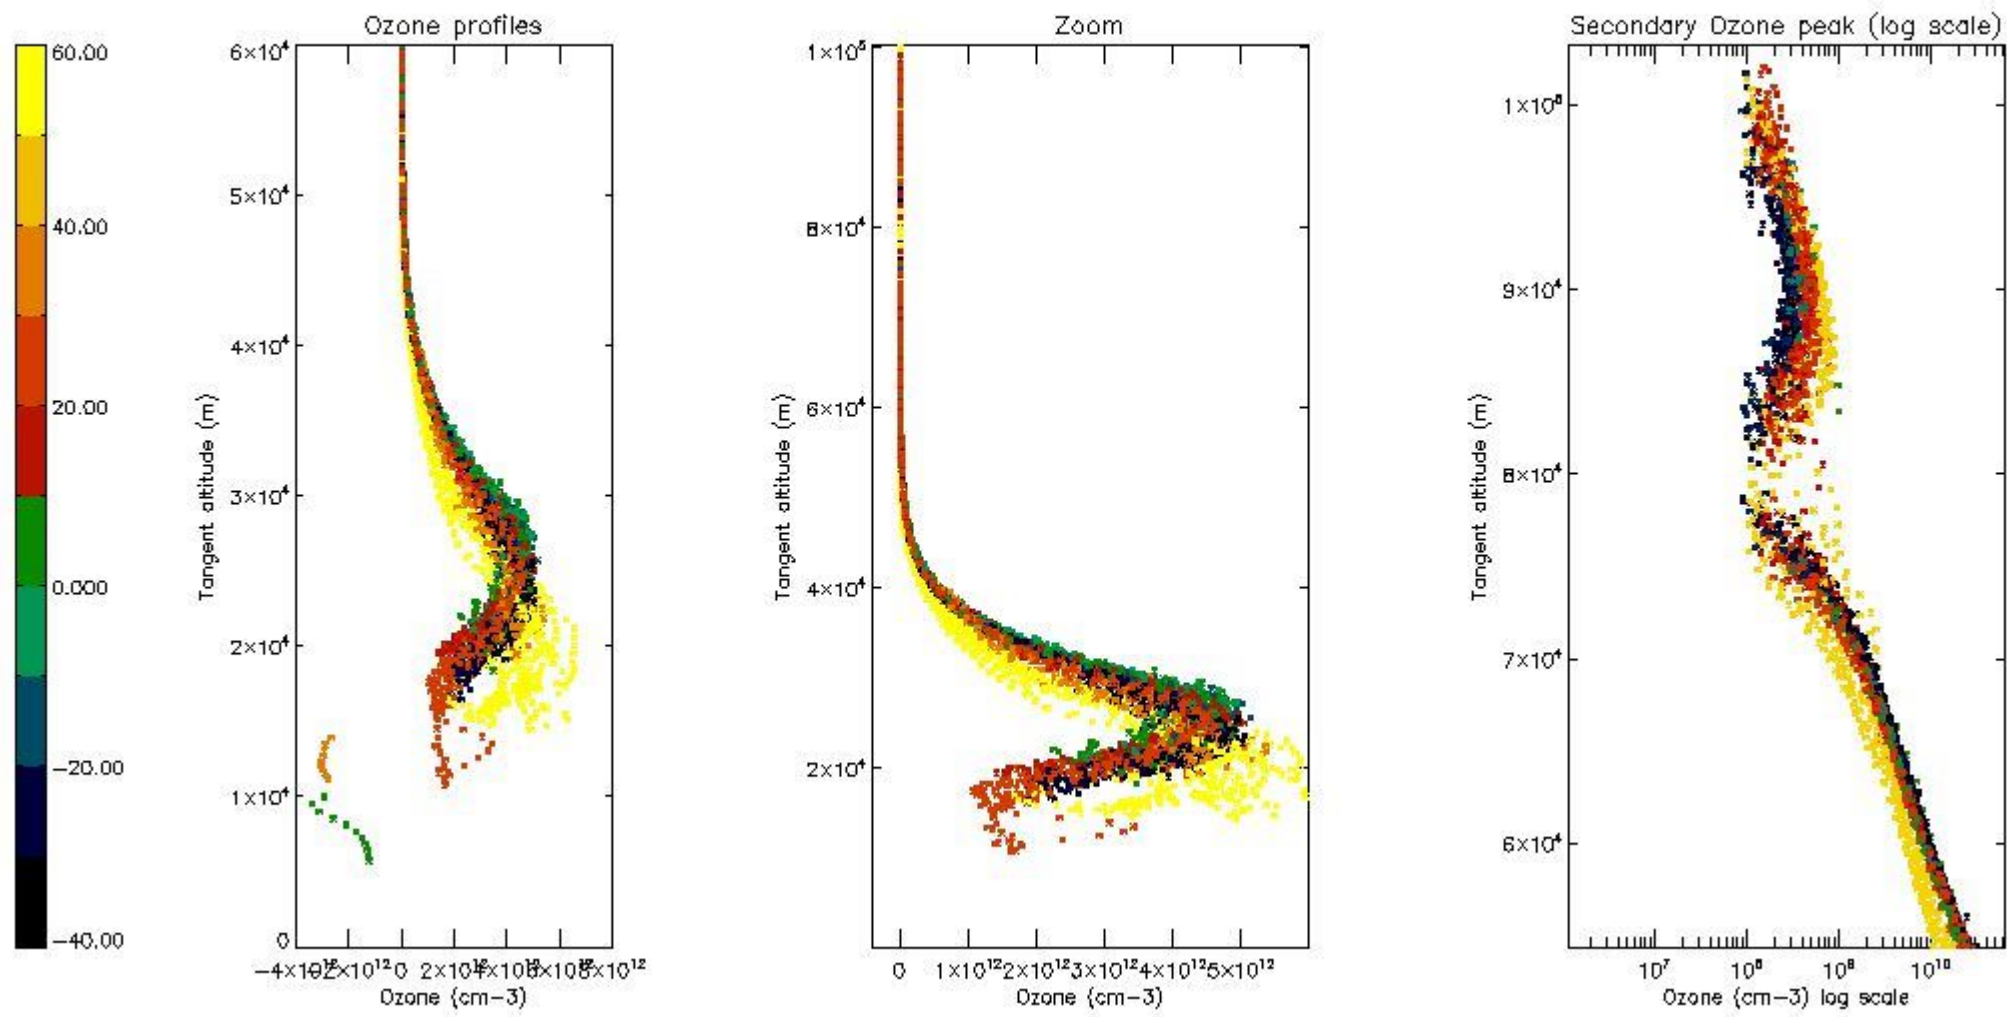 Ozone profiles
Zoom
Secondary Ozone peak (log scale)
60.00
40.00
20.00
0.000
−20.00
−40.00
6×10⁴
5×10⁴
4×10⁴
3×10⁴
2×10⁴
1×10⁴
0
Tangent altitude (m)
0
Ozone (cm−3)
1×10⁵
8×10⁴
6×10⁴
4×10⁴
2×10⁴
Tangent altitude (m)
0 1×10¹² 2×10¹² 3×10¹² 4×10¹² 5×10¹²
Ozone (cm−3)
9×10⁴
8×10⁴
7×10⁴
6×10⁴
Tangent altitude (m)
10⁷ 10¹⁰
Ozone (cm−3) log scale